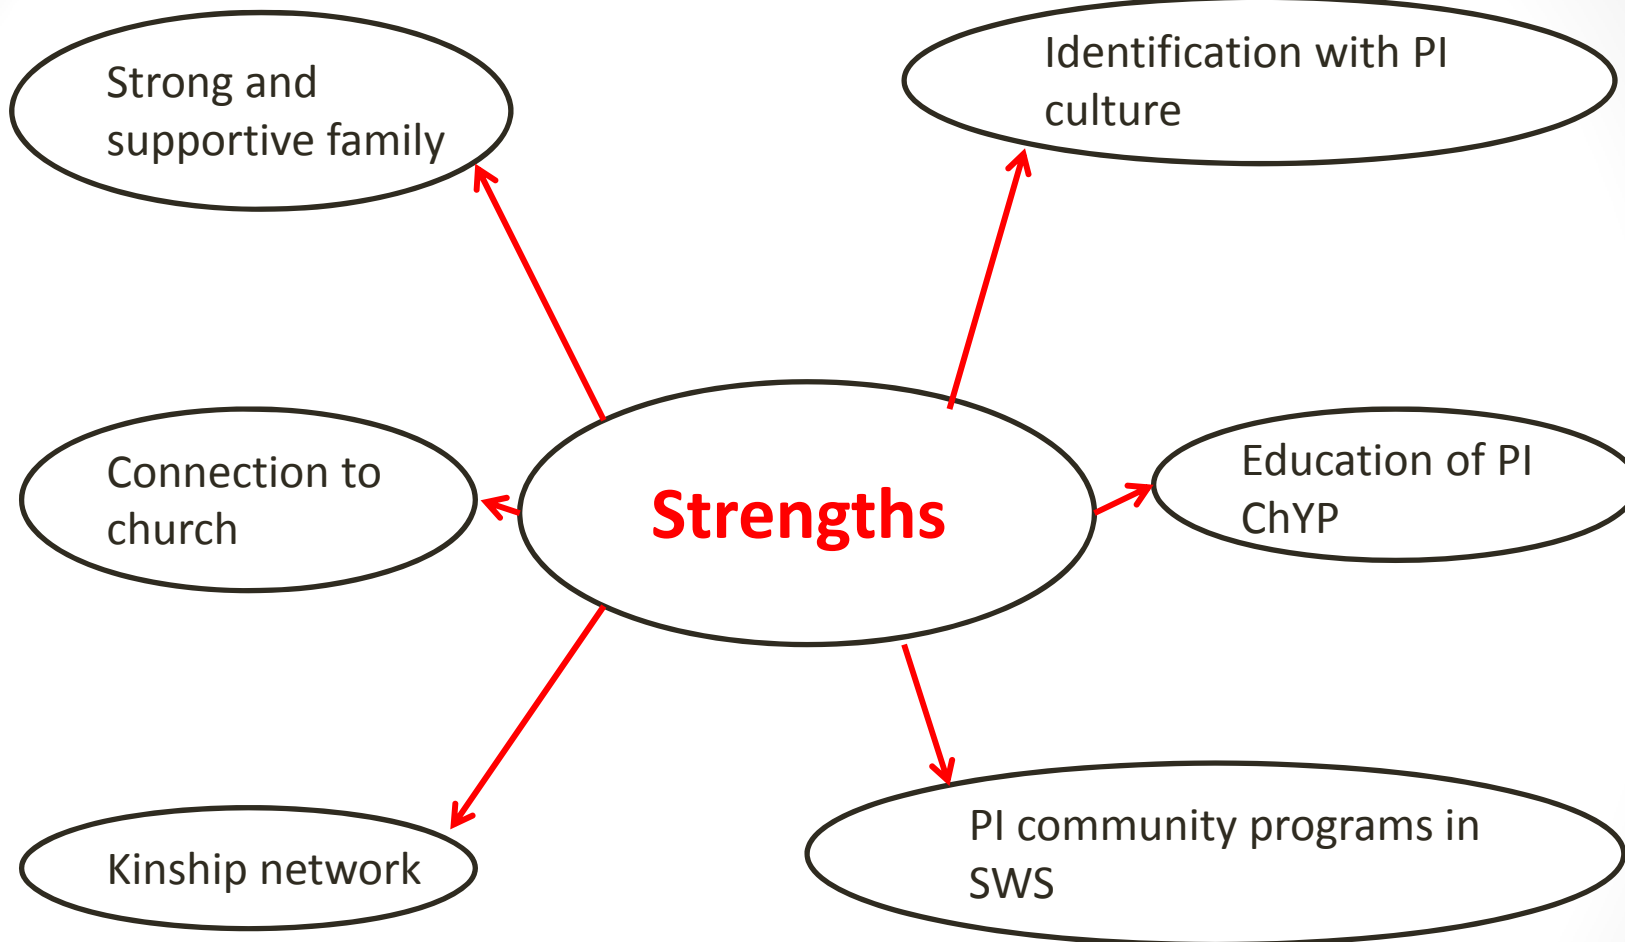 Strong and
supportive family
Identification with PI
culture
Connection to
church
Strengths
Education of PI
ChYP
Kinship network
PI community programs in
SWS